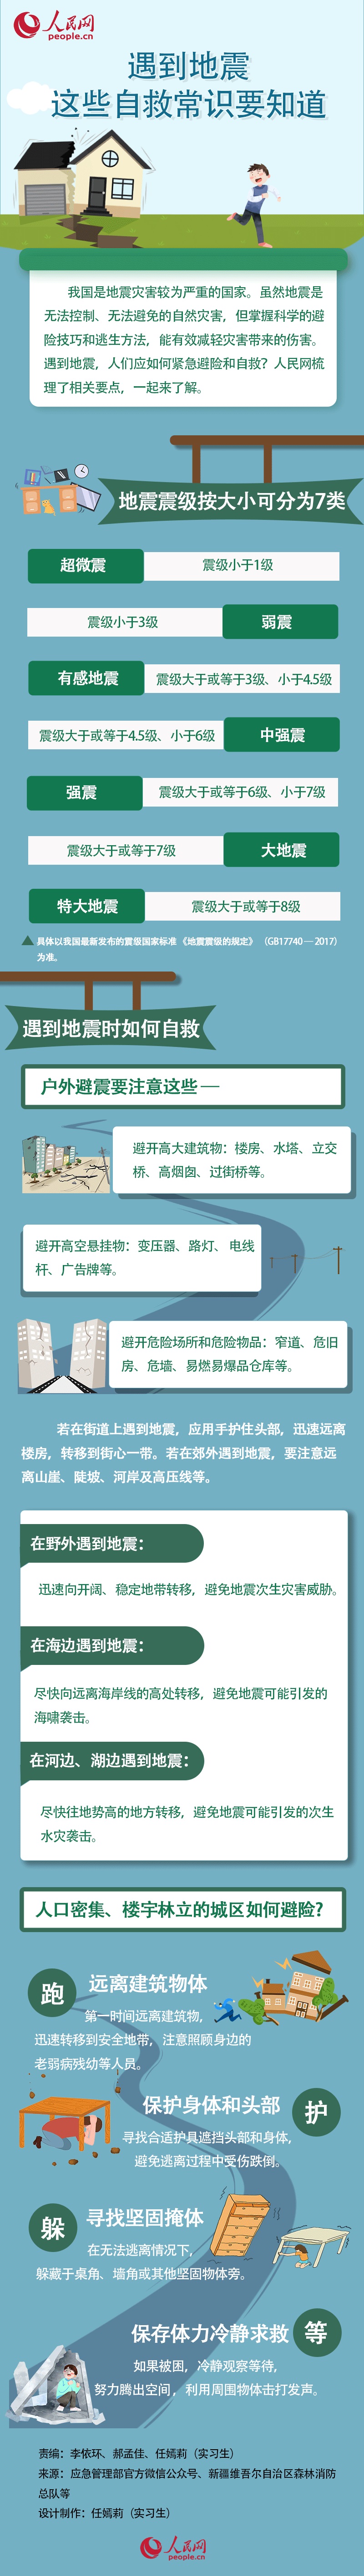 人民网
people.cn
遇到地震
这些自救常识要知道
我国是地震灾害较为严重的国家。虽然地震是
无法控制、无法避免的自然灾害，但掌握科学的避
险技巧和逃生方法，能有效减轻灾害带来的伤害。
遇到地震，人们应如何紧急避险和自救？人民网梳
理了相关要点，一起来了解。
地震震级按大小可分为7类
超微震
震级小于1级
震级小于3级
弱震
有感地震
震级大于或等于3级、小于4.5级
震级大于或等于4.5级、小于6级
中强震
强震
震级大于或等于6级、小于7级
震级大于或等于7级
大地震
特大地震
震级大于或等于8级
具体以我国最新发布的震级国家标准《地震震级的规定》（GB17740—2017）
为准。
遇到地震时如何自救
户外避震要注意这些—
避开高大建筑物：楼房、水塔、立交
桥、高烟囱、过街桥等。
避开高空悬挂物：变压器、路灯、电线
杆、广告牌等。
避开危险场所和危险物品：窄道、危旧
房、危墙、易燃易爆品仓库等。
若在街道上遇到地震，应用手护住头部，迅速远离
楼房，转移到街心一带。若在郊外遇到地震，要注意远
离山崖、陡坡、河岸及高压线等。
在野外遇到地震：
迅速向开阔、稳定地带转移，避免地震次生灾害威胁。
在海边遇到地震：
尽快向远离海岸线的高处转移，避免地震可能引发的
海啸袭击。
在河边、湖边遇到地震：
尽快往地势高的地方转移，避免地震可能引发的次生
水灾袭击。
人口密集、楼宇林立的城区如何避险？
跑
远离建筑物体
第一时间远离建筑物，
迅速转移到安全地带，注意照顾身边的
老弱病残幼等人员。
保护身体和头部
护
寻找合适护具遮挡头部和身体，
避免逃离过程中受伤跌倒。
躲
寻找坚固掩体
在无法逃离情况下，
躲藏于桌角、墙角或其他坚固物体旁。
保存体力冷静求救
等
如果被困，冷静观察等待，
努力腾出空间，利用周围物体击打发声。
责编：李依环、郝孟佳、任嫣莉（实习生）
来源：应急管理部官方微信公众号、新疆维吾尔自治区森林消防
总队等
设计制作：任嫣莉（实习生）
人民网
people.cn